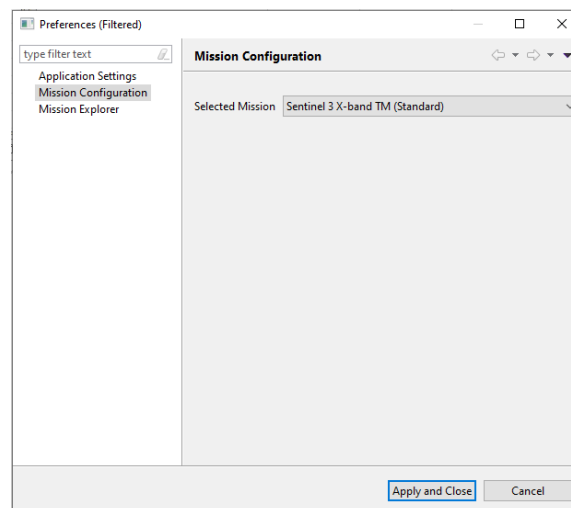 Preferences (Filtered)
type filter text
Application Settings
Mission Configuration
Mission Explorer
Mission Configuration
Selected Mission Sentinel 3 X-band TM (Standard)
Apply and Close Cancel